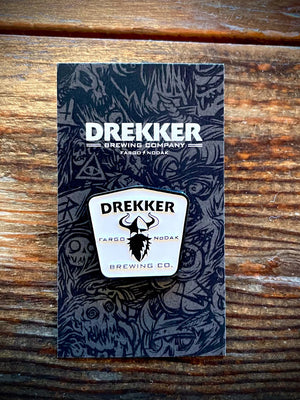 DREKKER
BREWING COMPANY
FARGO NODAK
DREKKER
FARGO NODAK
BREWING CO.